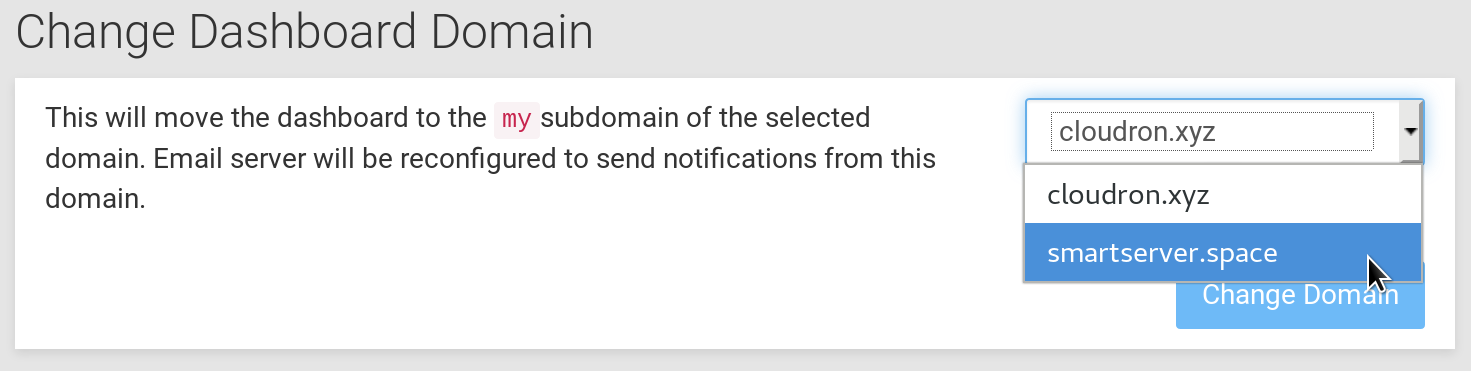 Change Dashboard Domain
This will move the dashboard to the my subdomain of the selected
domain. Email server will be reconfigured to send notifications from this
domain.
cloudron.xyz
cloudron.xyz
smartserver.space
Change Domain